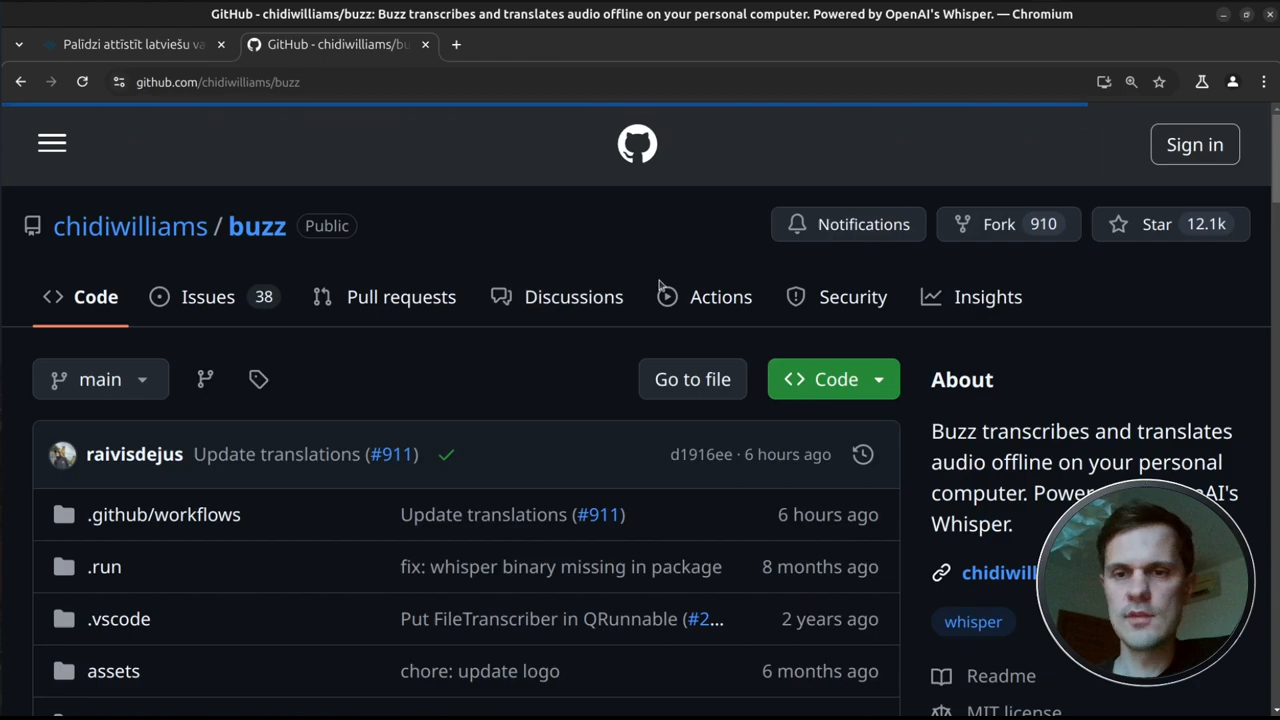 GitHub - chidiwilliams/buzz: Buzz transcribes and translates audio offline on your personal computer. Powered by OpenAI's Whisper. — Chromium
Palīdzi attīstīt latviešu va
GitHub - chidiwilliams/bu
github.com/chidiwilliams/buzz
Sign in
chidiwilliams / buzz Public
Notifications
Fork 910
Star 12.1k
Code
Issues 38
Pull requests
Discussions
Actions
Security
Insights
main
Go to file
Code
About
Buzz transcribes and translates
audio offline on your personal
computer. Power nAI's
Whisper.
raivisdejus Update translations (#911) d1916ee · 6 hours ago
.github/workflows Update translations (#911) 6 hours ago
.run fix: whisper binary missing in package 8 months ago
.vscode Put FileTranscriber in QRunnable (#2... 2 years ago
assets chore: update logo 6 months ago
chidiwill
whisper
Readme
MIT license